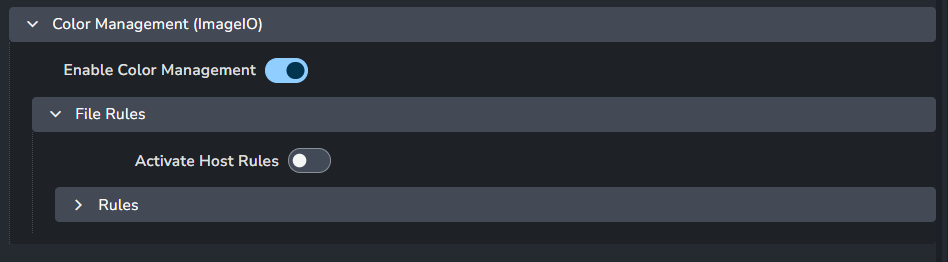 Color Management (ImageIO)
Enable Color Management
File Rules
Activate Host Rules
Rules